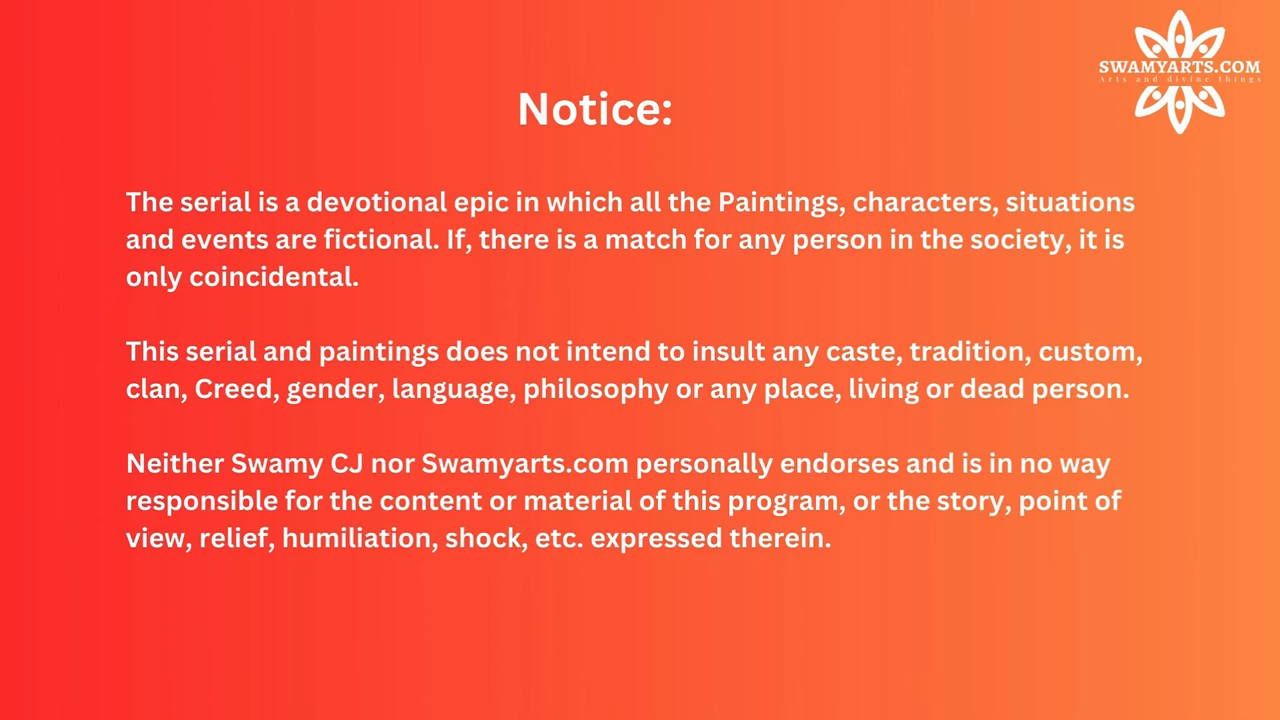 SWAMYARTS.COM
Arts and divine things
Notice:
The serial is a devotional epic in which all the Paintings, characters, situations
and events are fictional. If, there is a match for any person in the society, it is
only coincidental.
This serial and paintings does not intend to insult any caste, tradition, custom,
clan, Creed, gender, language, philosophy or any place, living or dead person.
Neither Swamy CJ nor Swamyarts.com personally endorses and is in no way
responsible for the content or material of this program, or the story, point of
view, relief, humiliation, shock, etc. expressed therein.